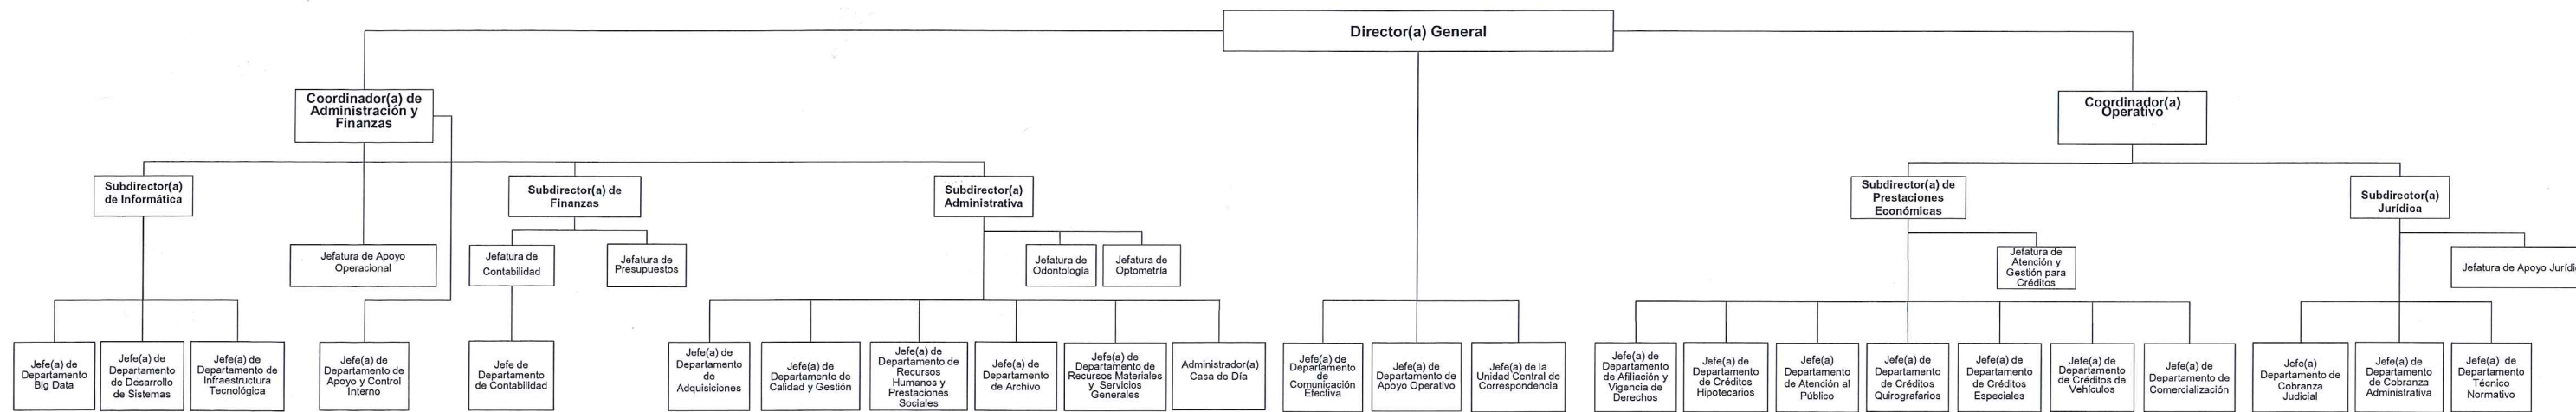 Director(a) General
Coordinador(a) de
Administración y
Finanzas
Coordinador(a)
Operativo
Subdirector(a)
de Informática
Subdirector(a) de
Finanzas
Subdirector(a)
Administrativa
Subdirector(a) de
Prestaciones
Económicas
Subdirector(a)
Jurídica
Jefatura de Apoyo
Operacional
Jefatura de
Contabilidad
Jefatura de
Presupuestos
Jefatura de
Odontología
Jefatura de
Optometría
Jefatura de
Atención y
Gestión para
Créditos
Jefatura de Apoyo
Jefe(a) de
Departamento
Big Data
Jefe(a) de
Departamento
de Desarrollo
de Sistemas
Jefe(a) de
Departamento de
Infraestructura
Tecnológica
Jefe(a) de
Departamento de
Apoyo y Control
Interno
Jefe de
Departamento
de Contabilidad
Jefe(a) de
Departamento
de
Adquisiciones
Jefe(a) de
Departamento de
Calidad y Gestión
Jefe(a) de
Departamento de
Recursos
Humanos y
Prestaciones
Sociales
Jefe(a) de
Departamento
de Archivo
Jefe(a) de
Departamento de
Recursos Materiales
y Servicios
Generales
Administrador(a)
Casa de Día
Jefe(a) de
Departamento
de
Comunicación
Efectiva
Jefe(a) de
Departamento de
Apoyo Operativo
Jefe(a) de la
Unidad Central de
Correspondencia
Jefe(a) de
Departamento
de Afiliación y
Vigencia de
Derechos
Jefe(a) de
Departamento
de Créditos
Hipotecarios
Jefe(a)
Departamento
de Atención al
Público
Jefe(a) de
Departamento
de Créditos
Quirografarios
Jefe(a) de
Departamento
de Créditos
Especiales
Jefe(a) de
Departamento
de Créditos de
Vehículos
Jefe(a) de
Departamento de
Comercialización
Jefe(a)
Departamento de
Cobranza
Judicial
Jefe(a) de
Departamento
de Cobranza
Administrativa
Jefe(a) de
Departamento
Técnico
Normativo